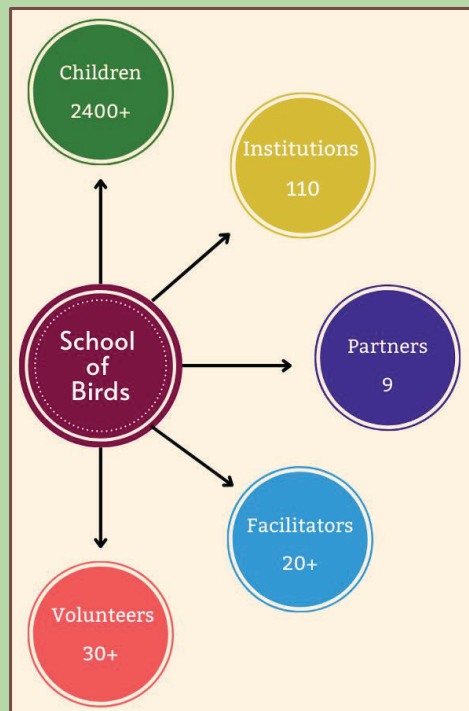 Children
2400+
Institutions
110
School
of
Birds
Partners
9
Facilitators
20+
Volunteers
30+